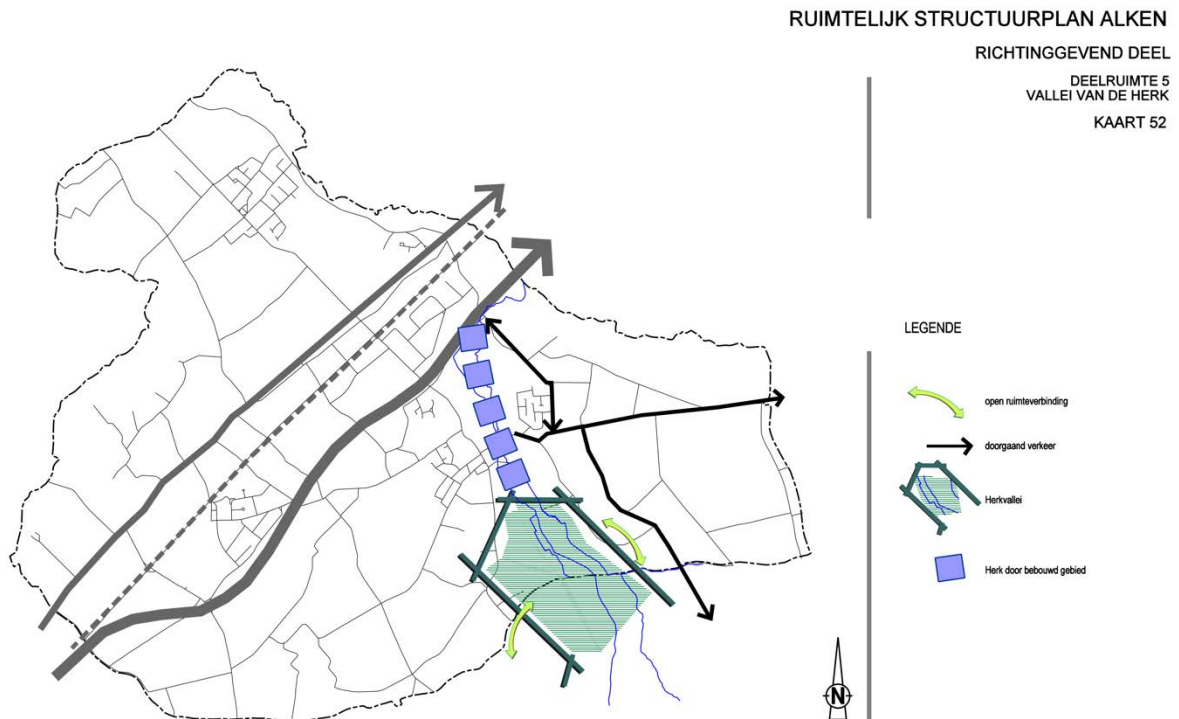 RUIMTELIJK STRUCTUURPLAN ALKEN
RICHTINGGEVEND DEEL
DEELRUIMTE 5
VALLEI VAN DE HERK
KAART 52
LEGENDE
open ruimteverbinding
doorgaand verkeer
Herkvallei
Herk door bebouwd gebied
N